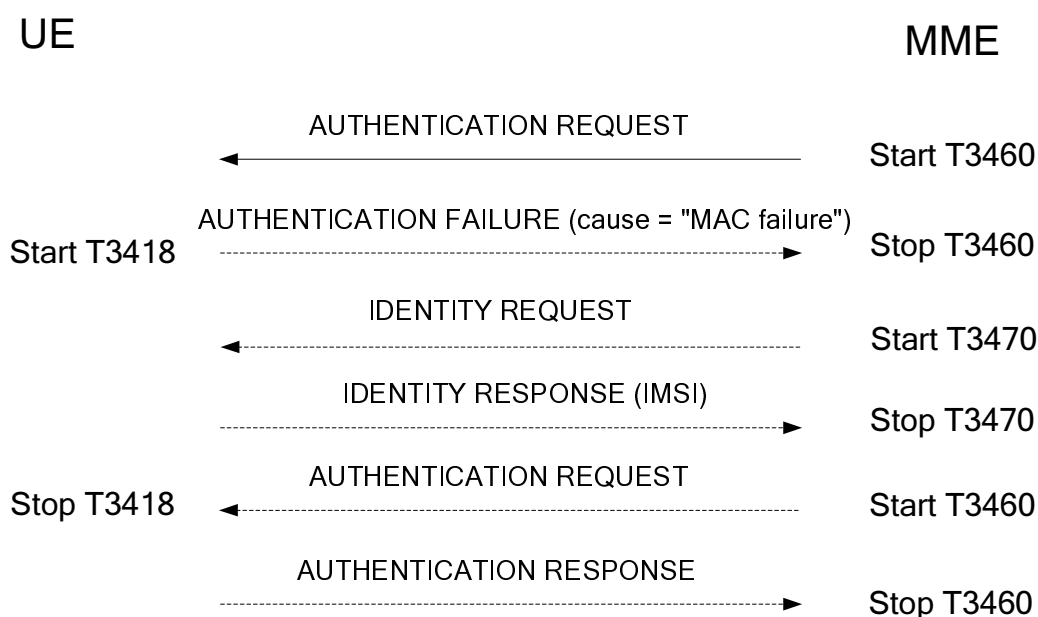 UE
MME
AUTHENTICATION REQUEST
Start T3460
AUTHENTICATION FAILURE (cause = "MAC failure")
Start T3418
Stop T3460
IDENTITY REQUEST
Start T3470
IDENTITY RESPONSE (IMSI)
Stop T3470
AUTHENTICATION REQUEST
Stop T3418
Start T3460
AUTHENTICATION RESPONSE
Stop T3460